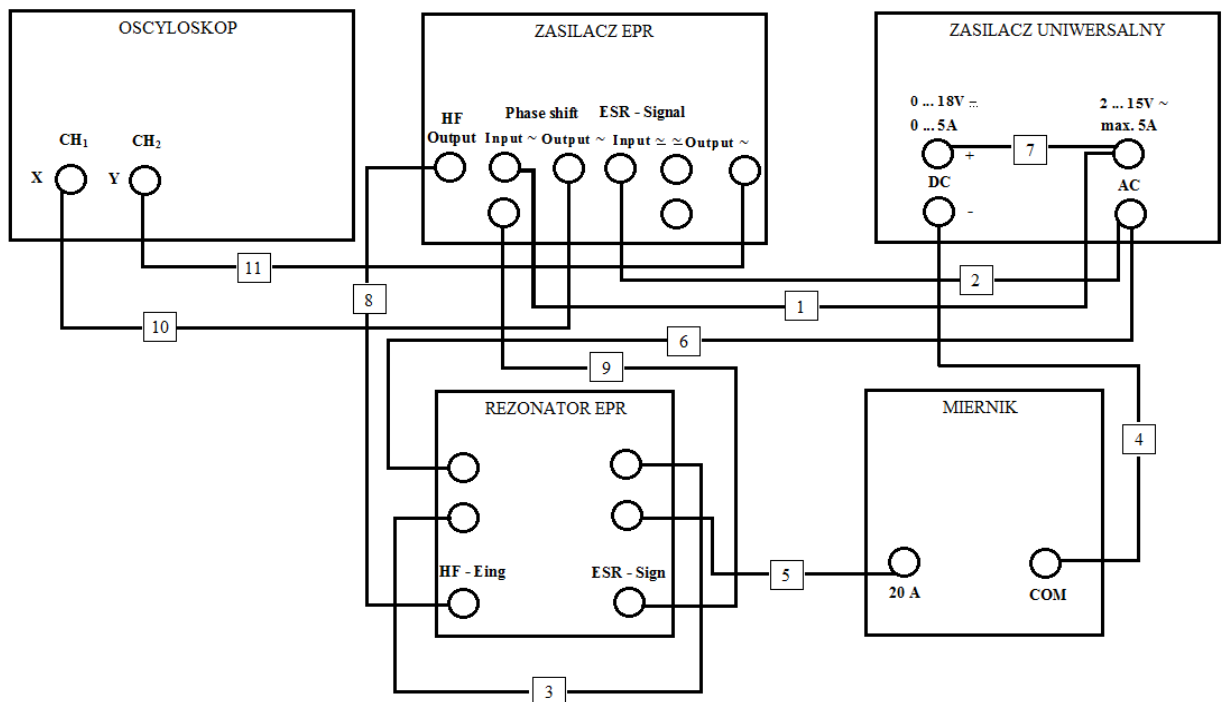 OSCYLOSKOP
CH1
CH2
X
Y
ZASILACZ EPR
HF
Output
Phase shift
ESR - Signal
Input ~ Output ~ Input ≃ ≃ Output ~
ZASILACZ UNIWERSALNY
0 ... 18V ⎓
0 ... 5A
2 ... 15V ~
max. 5A
+
DC
-
AC
7
11
8
10
2
1
6
9
REZONATOR EPR
HF - Eing
ESR - Sign
MIERNIK
4
5
20 A
COM
3